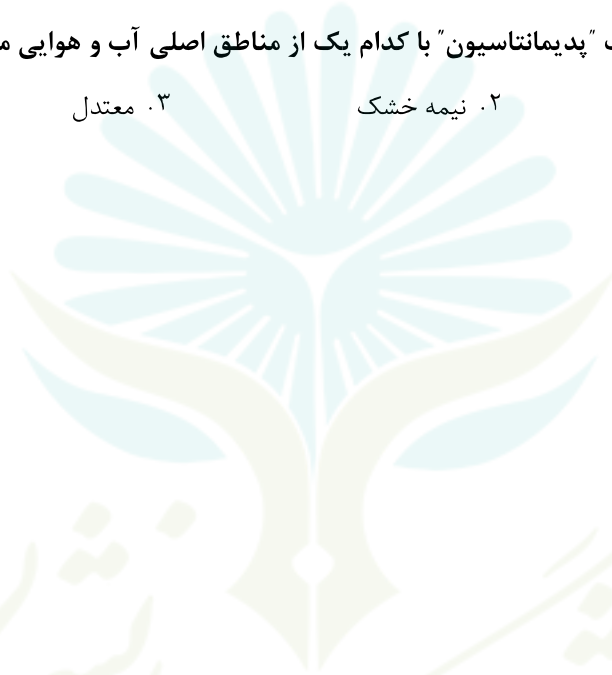 "پدیمانتاسیون" با کدام یک از مناطق اصلی آب و هوایی
۲. نیمه خشک ۳. معتدل